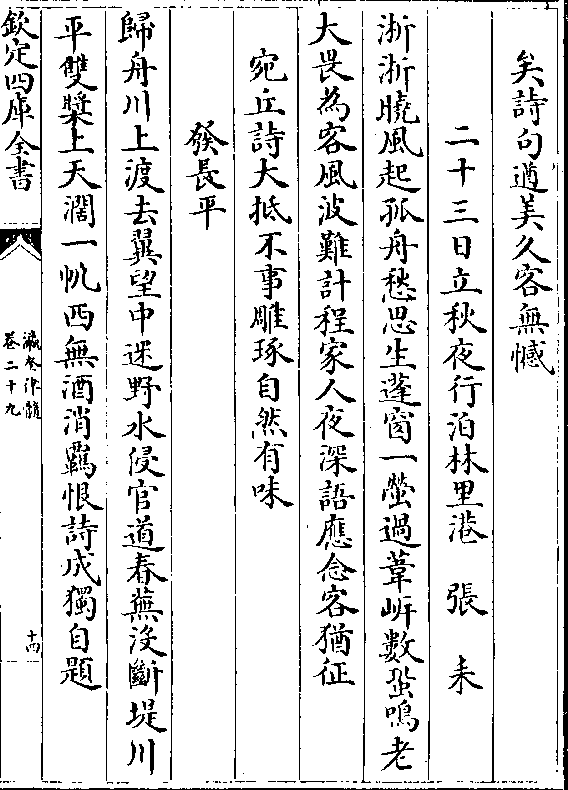 矣詩句遒美久客無憾
二十三日立秋夜行泊林里港　張　耒
淅淅曉風起孤舟愁思生蓬窗一螢過葦岸數蛩鳴老
大畏為客風波難計程家人夜深語應念客猶征
宛丘詩大抵不事雕琢自然有味
發長平
歸舟川上渡去翼望中迷野水侵官道春蕪没斷堤川
平雙槳上天濶一帆西無酒消羈恨詩成獨自題
欽定四庫全書
瀛奎律髓
卷二十九
十四